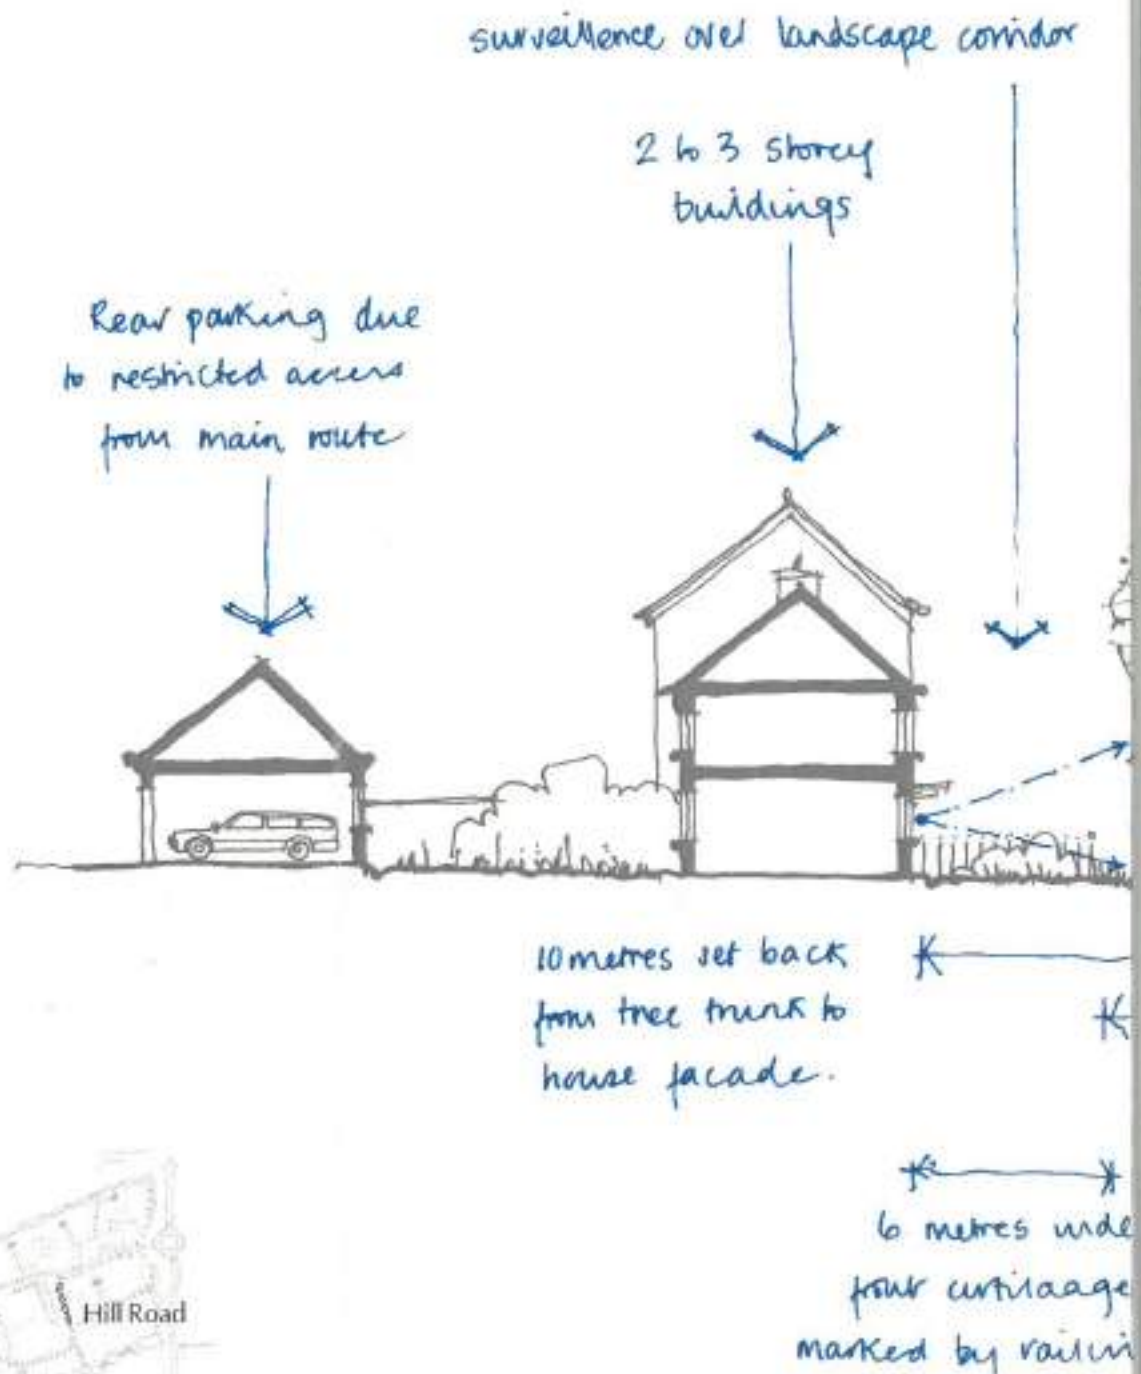 surveillence over landscape corridor
2 to 3 storey
buildings
Rear parking due
to restricted access
from main route
10 metres set back
from tree trunk to
house facade.
6 metres wide
front curtilaage
marked by railin
Hill Road